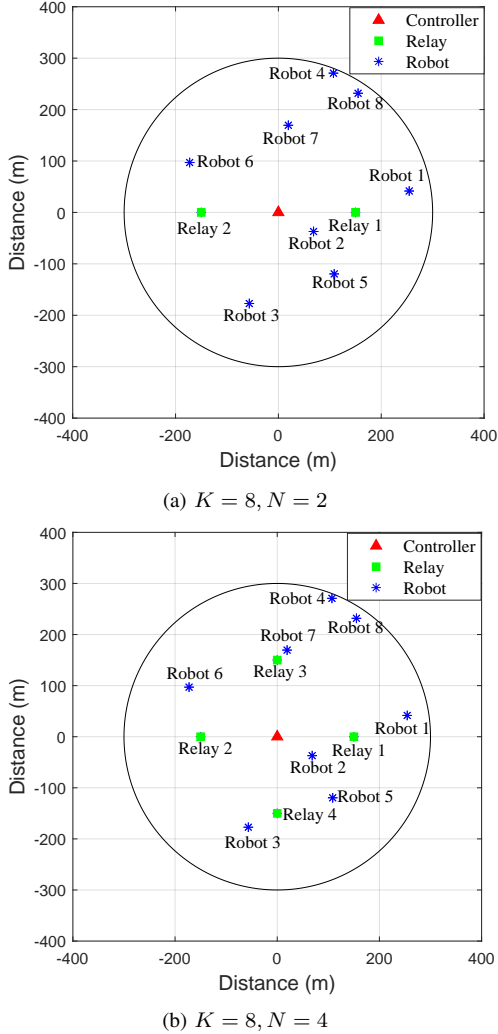 400
300
200
100
0
-100
-200
-300
-400
-400
-200
0
200
400
Distance (m)
Distance (m)
Controller
Relay
Robot
Robot 4
Robot 8
Robot 7
Robot 6
Robot 1
Relay 2
Relay 1
Robot 2
Robot 5
Robot 3
(a) K = 8, N = 2
400
300
200
100
0
-100
-200
-300
-400
-400
-200
0
200
400
Distance (m)
Distance (m)
Controller
Relay
Robot
Robot 4
Robot 8
Robot 7
Relay 3
Robot 6
Robot 1
Relay 2
Relay 1
Robot 2
Robot 5
Relay 4
Robot 3
(b) K = 8, N = 4